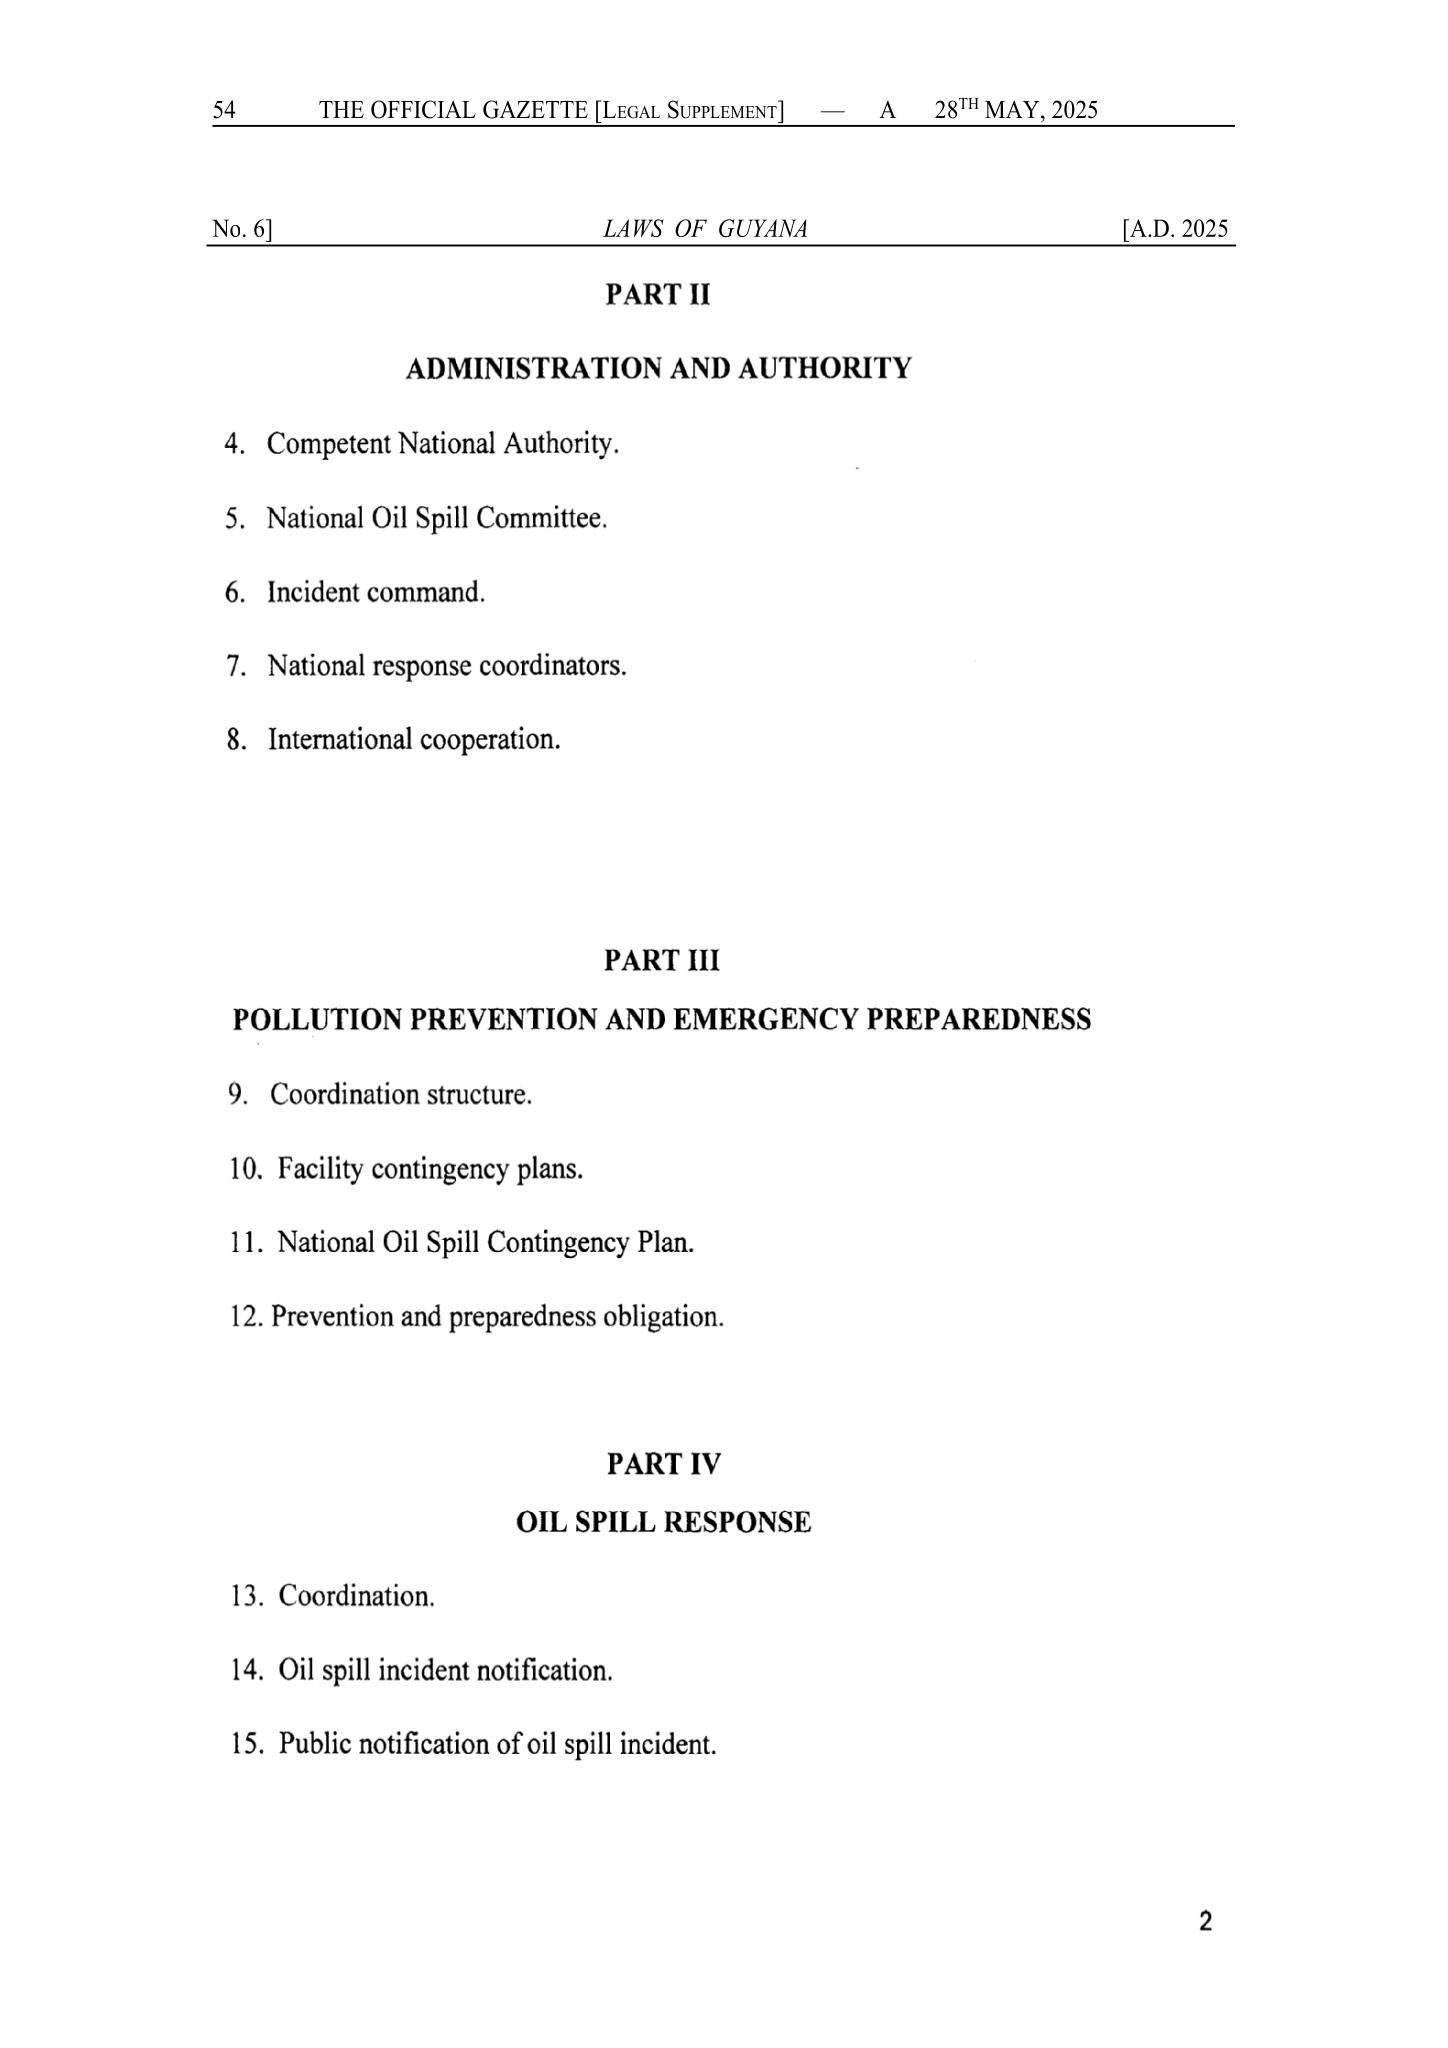 54 THE OFFICIAL GAZETTE [LEGAL SUPPLEMENT] — A 28TH MAY, 2025
No. 6] LAWS OF GUYANA [A.D. 2025
PART II
ADMINISTRATION AND AUTHORITY
4. Competent National Authority.
5. National Oil Spill Committee.
6. Incident command.
7. National response coordinators.
8. International cooperation.
PART III
POLLUTION PREVENTION AND EMERGENCY PREPAREDNESS
9. Coordination structure.
10. Facility contingency plans.
11. National Oil Spill Contingency Plan.
12. Prevention and preparedness obligation.
PART IV
OIL SPILL RESPONSE
13. Coordination.
14. Oil spill incident notification.
15. Public notification of oil spill incident.
2